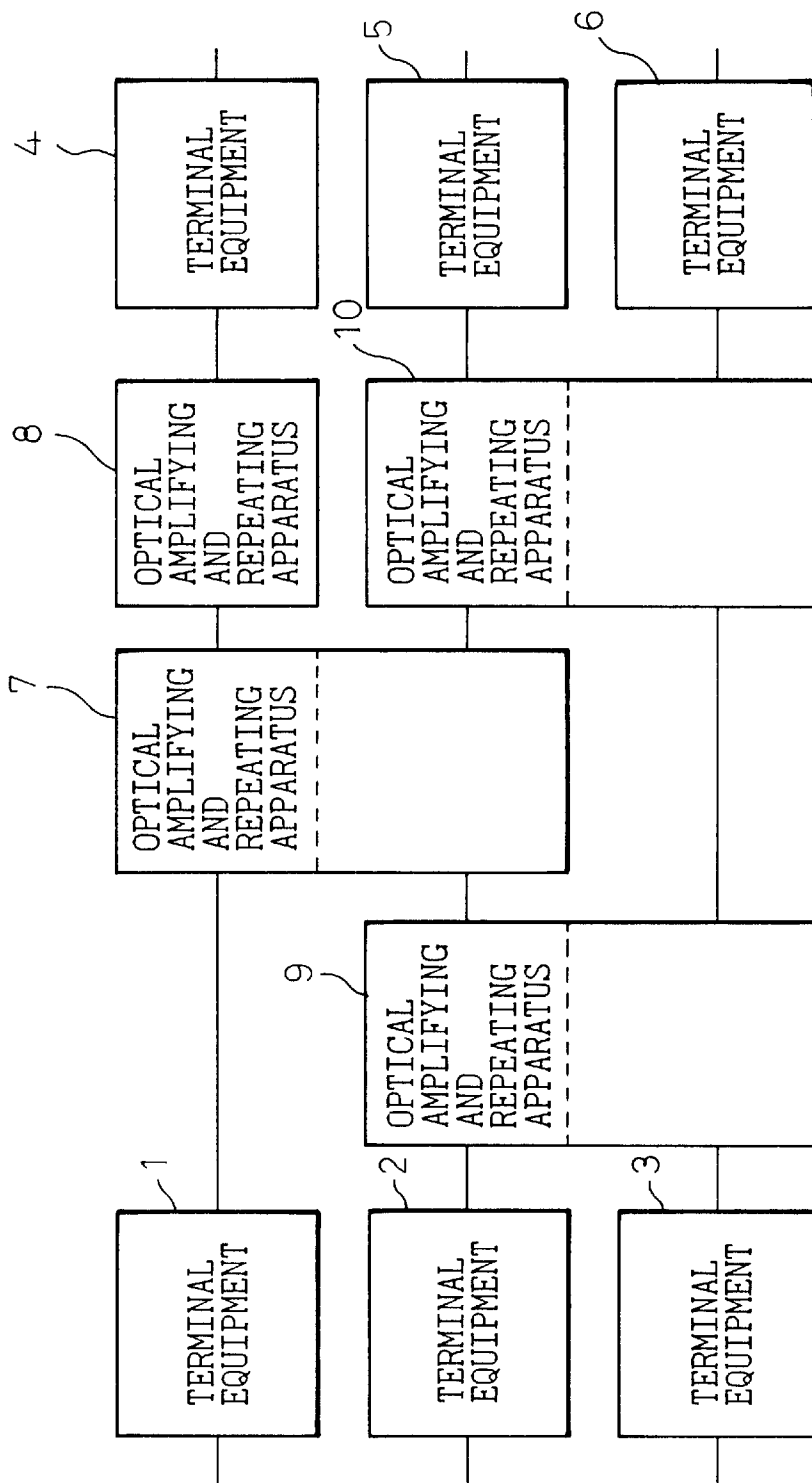 1
TERMINAL
EQUIPMENT
7
OPTICAL
AMPLIFYING
AND
REPEATING
APPARATUS
8
OPTICAL
AMPLIFYING
AND
REPEATING
APPARATUS
4
TERMINAL
EQUIPMENT
2
TERMINAL
EQUIPMENT
9
OPTICAL
AMPLIFYING
AND
REPEATING
APPARATUS
10
OPTICAL
AMPLIFYING
AND
REPEATING
APPARATUS
5
TERMINAL
EQUIPMENT
3
TERMINAL
EQUIPMENT
6
TERMINAL
EQUIPMENT